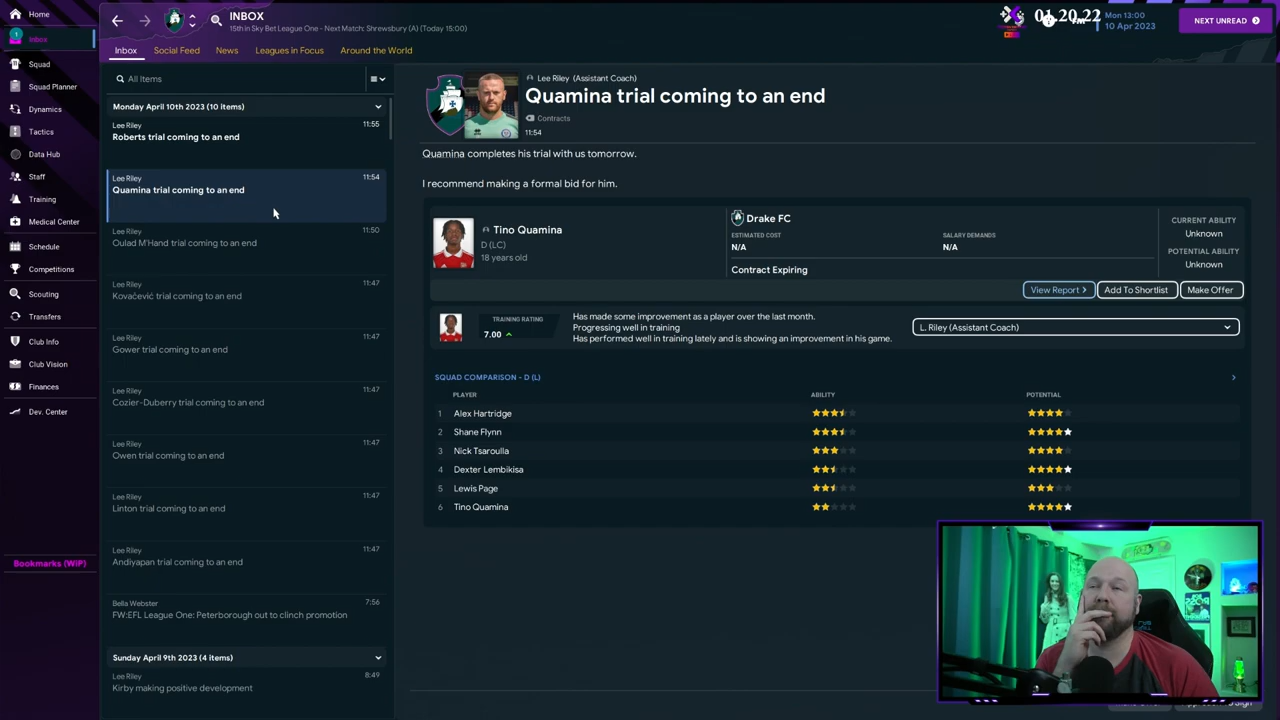 Home
INBOX
15th in Sky Bet League One - Next Match: Shrewsbury (A) (Today 15:00)
01.20.22
Mon 13:00
10 Apr 2023
NEXT UNREAD
1
Inbox
Squad
Squad Planner
Dynamics
Tactics
Data Hub
Staff
Training
Medical Center
Schedule
Competitions
Scouting
Transfers
Club Info
Club Vision
Finances
Dev. Center
Bookmarks (WiP)
Inbox
Social Feed
News
Leagues in Focus
Around the World
All Items
Monday April 10th 2023 (10 items)
Lee Riley
11:55
Roberts trial coming to an end
Lee Riley
11:54
Quamina trial coming to an end
Lee Riley
11:50
Oulad M'Hand trial coming to an end
Lee Riley
11:47
Kovačević trial coming to an end
Lee Riley
11:47
Gower trial coming to an end
Lee Riley
11:47
Cozier-Duberry trial coming to an end
Lee Riley
11:47
Owen trial coming to an end
Lee Riley
11:47
Linton trial coming to an end
Lee Riley
11:47
Andiyapan trial coming to an end
Bella Webster
7:56
FW:EFL League One: Peterborough out to clinch promotion
Sunday April 9th 2023 (4 items)
Lee Riley
8:49
Kirby making positive development
Lee Riley (Assistant Coach)
Quamina trial coming to an end
Contracts
11:54
Quamina completes his trial with us tomorrow.
I recommend making a formal bid for him.
Tino Quamina
D (LC)
18 years old
Drake FC
ESTIMATED COST
N/A
SALARY DEMANDS
N/A
Contract Expiring
CURRENT ABILITY
Unknown
POTENTIAL ABILITY
Unknown
View Report
Add To Shortlist
Make Offer
TRAINING RATING
7.00
Has made some improvement as a player over the last month.
Progressing well in training
Has performed well in training lately and is showing an improvement in his game.
L. Riley (Assistant Coach)
SQUAD COMPARISON - D (L)
PLAYER
ABILITY
POTENTIAL
1 Alex Hartridge
2 Shane Flynn
3 Nick Tsaroulla
4 Dexter Lembikisa
5 Lewis Page
6 Tino Quamina